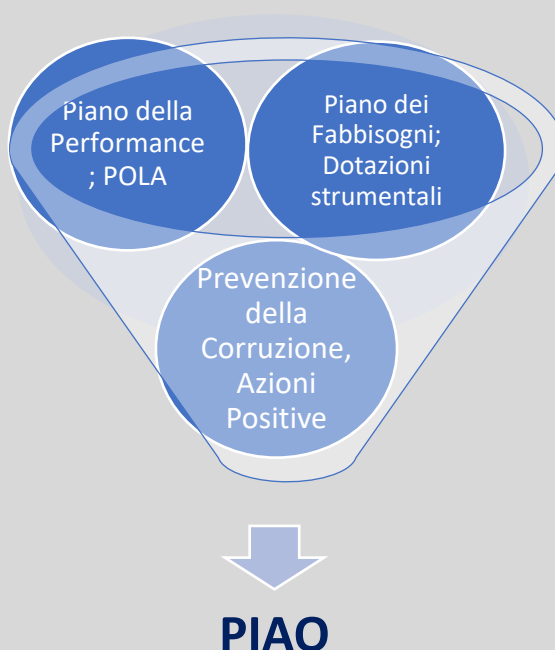 Piano della
Performance
; POLA
Piano dei
Fabbisogni;
Dotazioni
strumentali
Prevenzione
della
Corruzione,
Azioni
Positive
PIAO